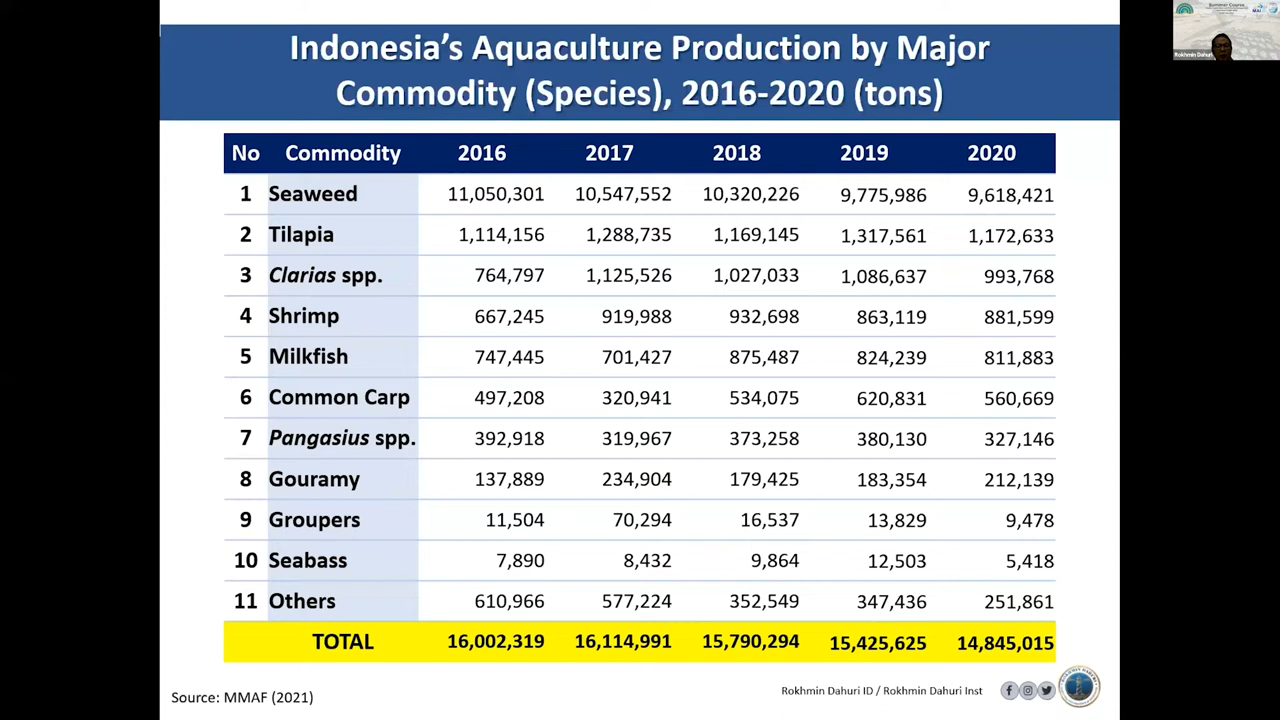 Indonesia's Aquaculture Production by Major
Commodity (Species), 2016-2020 (tons)
No Commodity 2016 2017 2018 2019 2020
1 Seaweed 11,050,301 10,547,552 10,320,226 9,775,986 9,618,421
2 Tilapia 1,114,156 1,288,735 1,169,145 1,317,561 1,172,633
3 Clarias spp. 764,797 1,125,526 1,027,033 1,086,637 993,768
4 Shrimp 667,245 919,988 932,698 863,119 881,599
5 Milkfish 747,445 701,427 875,487 824,239 811,883
6 Common Carp 497,208 320,941 534,075 620,831 560,669
7 Pangasius spp. 392,918 319,967 373,258 380,130 327,146
8 Gouramy 137,889 234,904 179,425 183,354 212,139
9 Groupers 11,504 70,294 16,537 13,829 9,478
10 Seabass 7,890 8,432 9,864 12,503 5,418
11 Others 610,966 577,224 352,549 347,436 251,861
TOTAL 16,002,319 16,114,991 15,790,294 15,425,625 14,845,015
Source: MMAF (2021)
Rokhmin Dahuri ID / Rokhmin Dahuri Inst
Summer Course
Rokhmin Dahuri